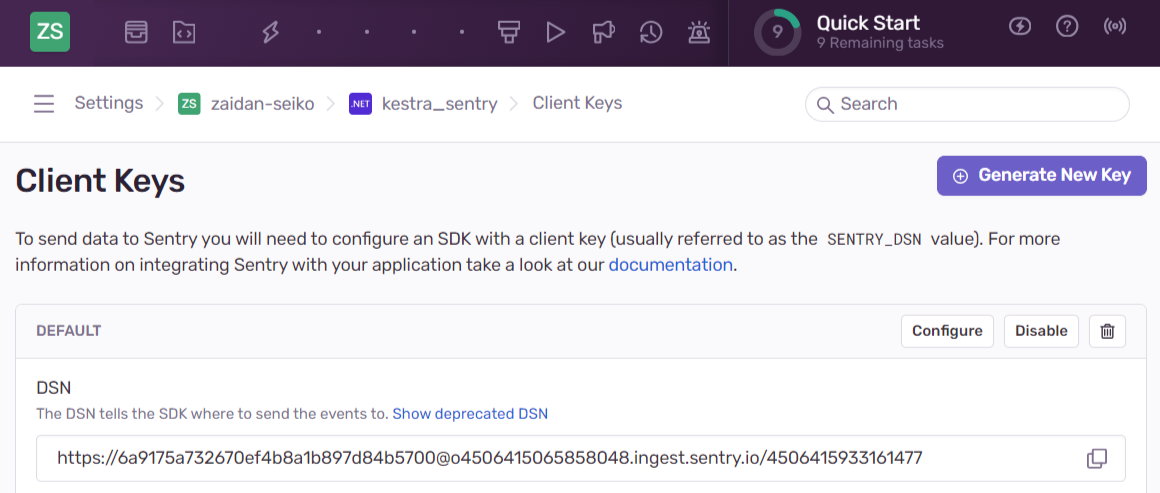 ZS
9
Quick Start
9 Remaining tasks
Settings
ZS
zaidan-seiko
.NET
kestra_sentry
Client Keys
Search
Client Keys
Generate New Key
To send data to Sentry you will need to configure an SDK with a client key (usually referred to as the SENTRY_DSN value). For more
information on integrating Sentry with your application take a look at our documentation.
DEFAULT
Configure
Disable
DSN
The DSN tells the SDK where to send the events to. Show deprecated DSN
https://6a9175a732670ef4b8a1b897d84b5700@o4506415065858048.ingest.sentry.io/4506415933161477